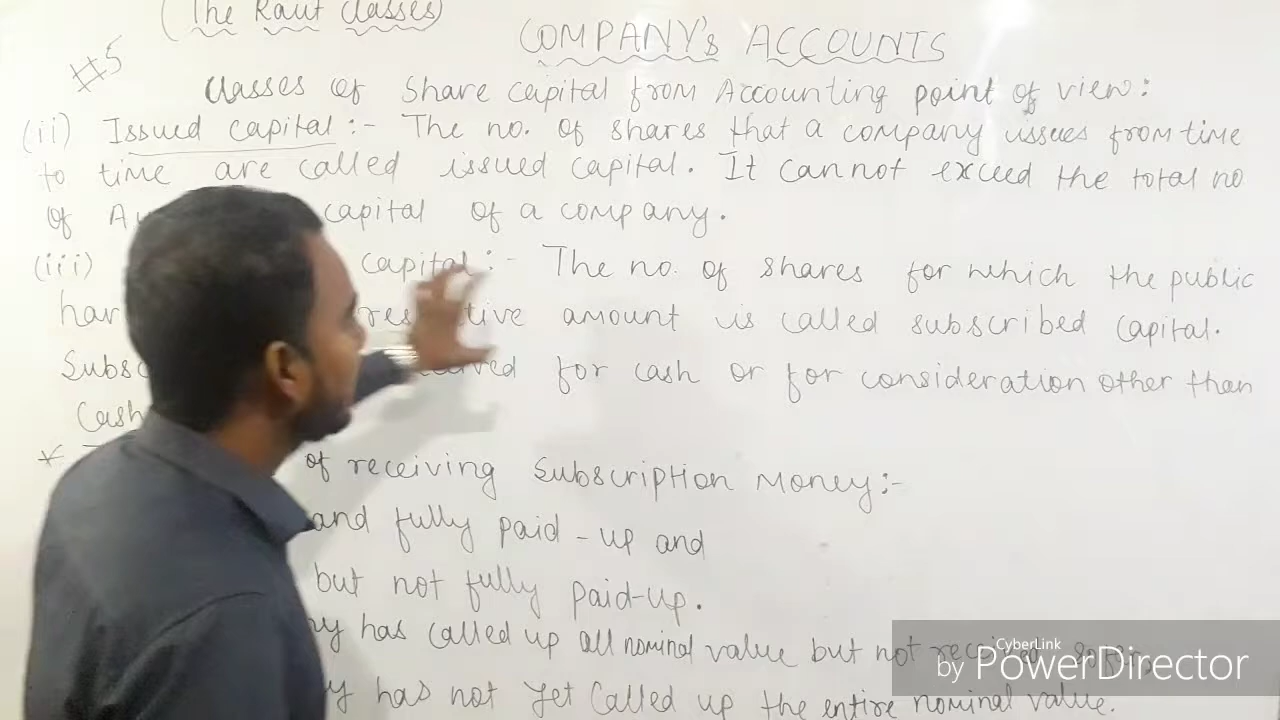 (The Raut Classes)
COMPANY's ACCOUNTS
#5
Classes of Share capital from Accounting point of view:
(ii) Issued capital:- The no. of shares that a company issues from time
to time are called issued capital. It cannot exceed the total no
of capital of a company.
(iii) capital:- The no. of shares for which the public
amount is called subscribed capital.
for cash or for consideration other than
Cash
* of receiving Subscription Money:-
and fully paid-up and
but not fully paid-up.
has called up all nominal value but not received
has not yet called up the entire nominal value.
CyberLink
by PowerDirector